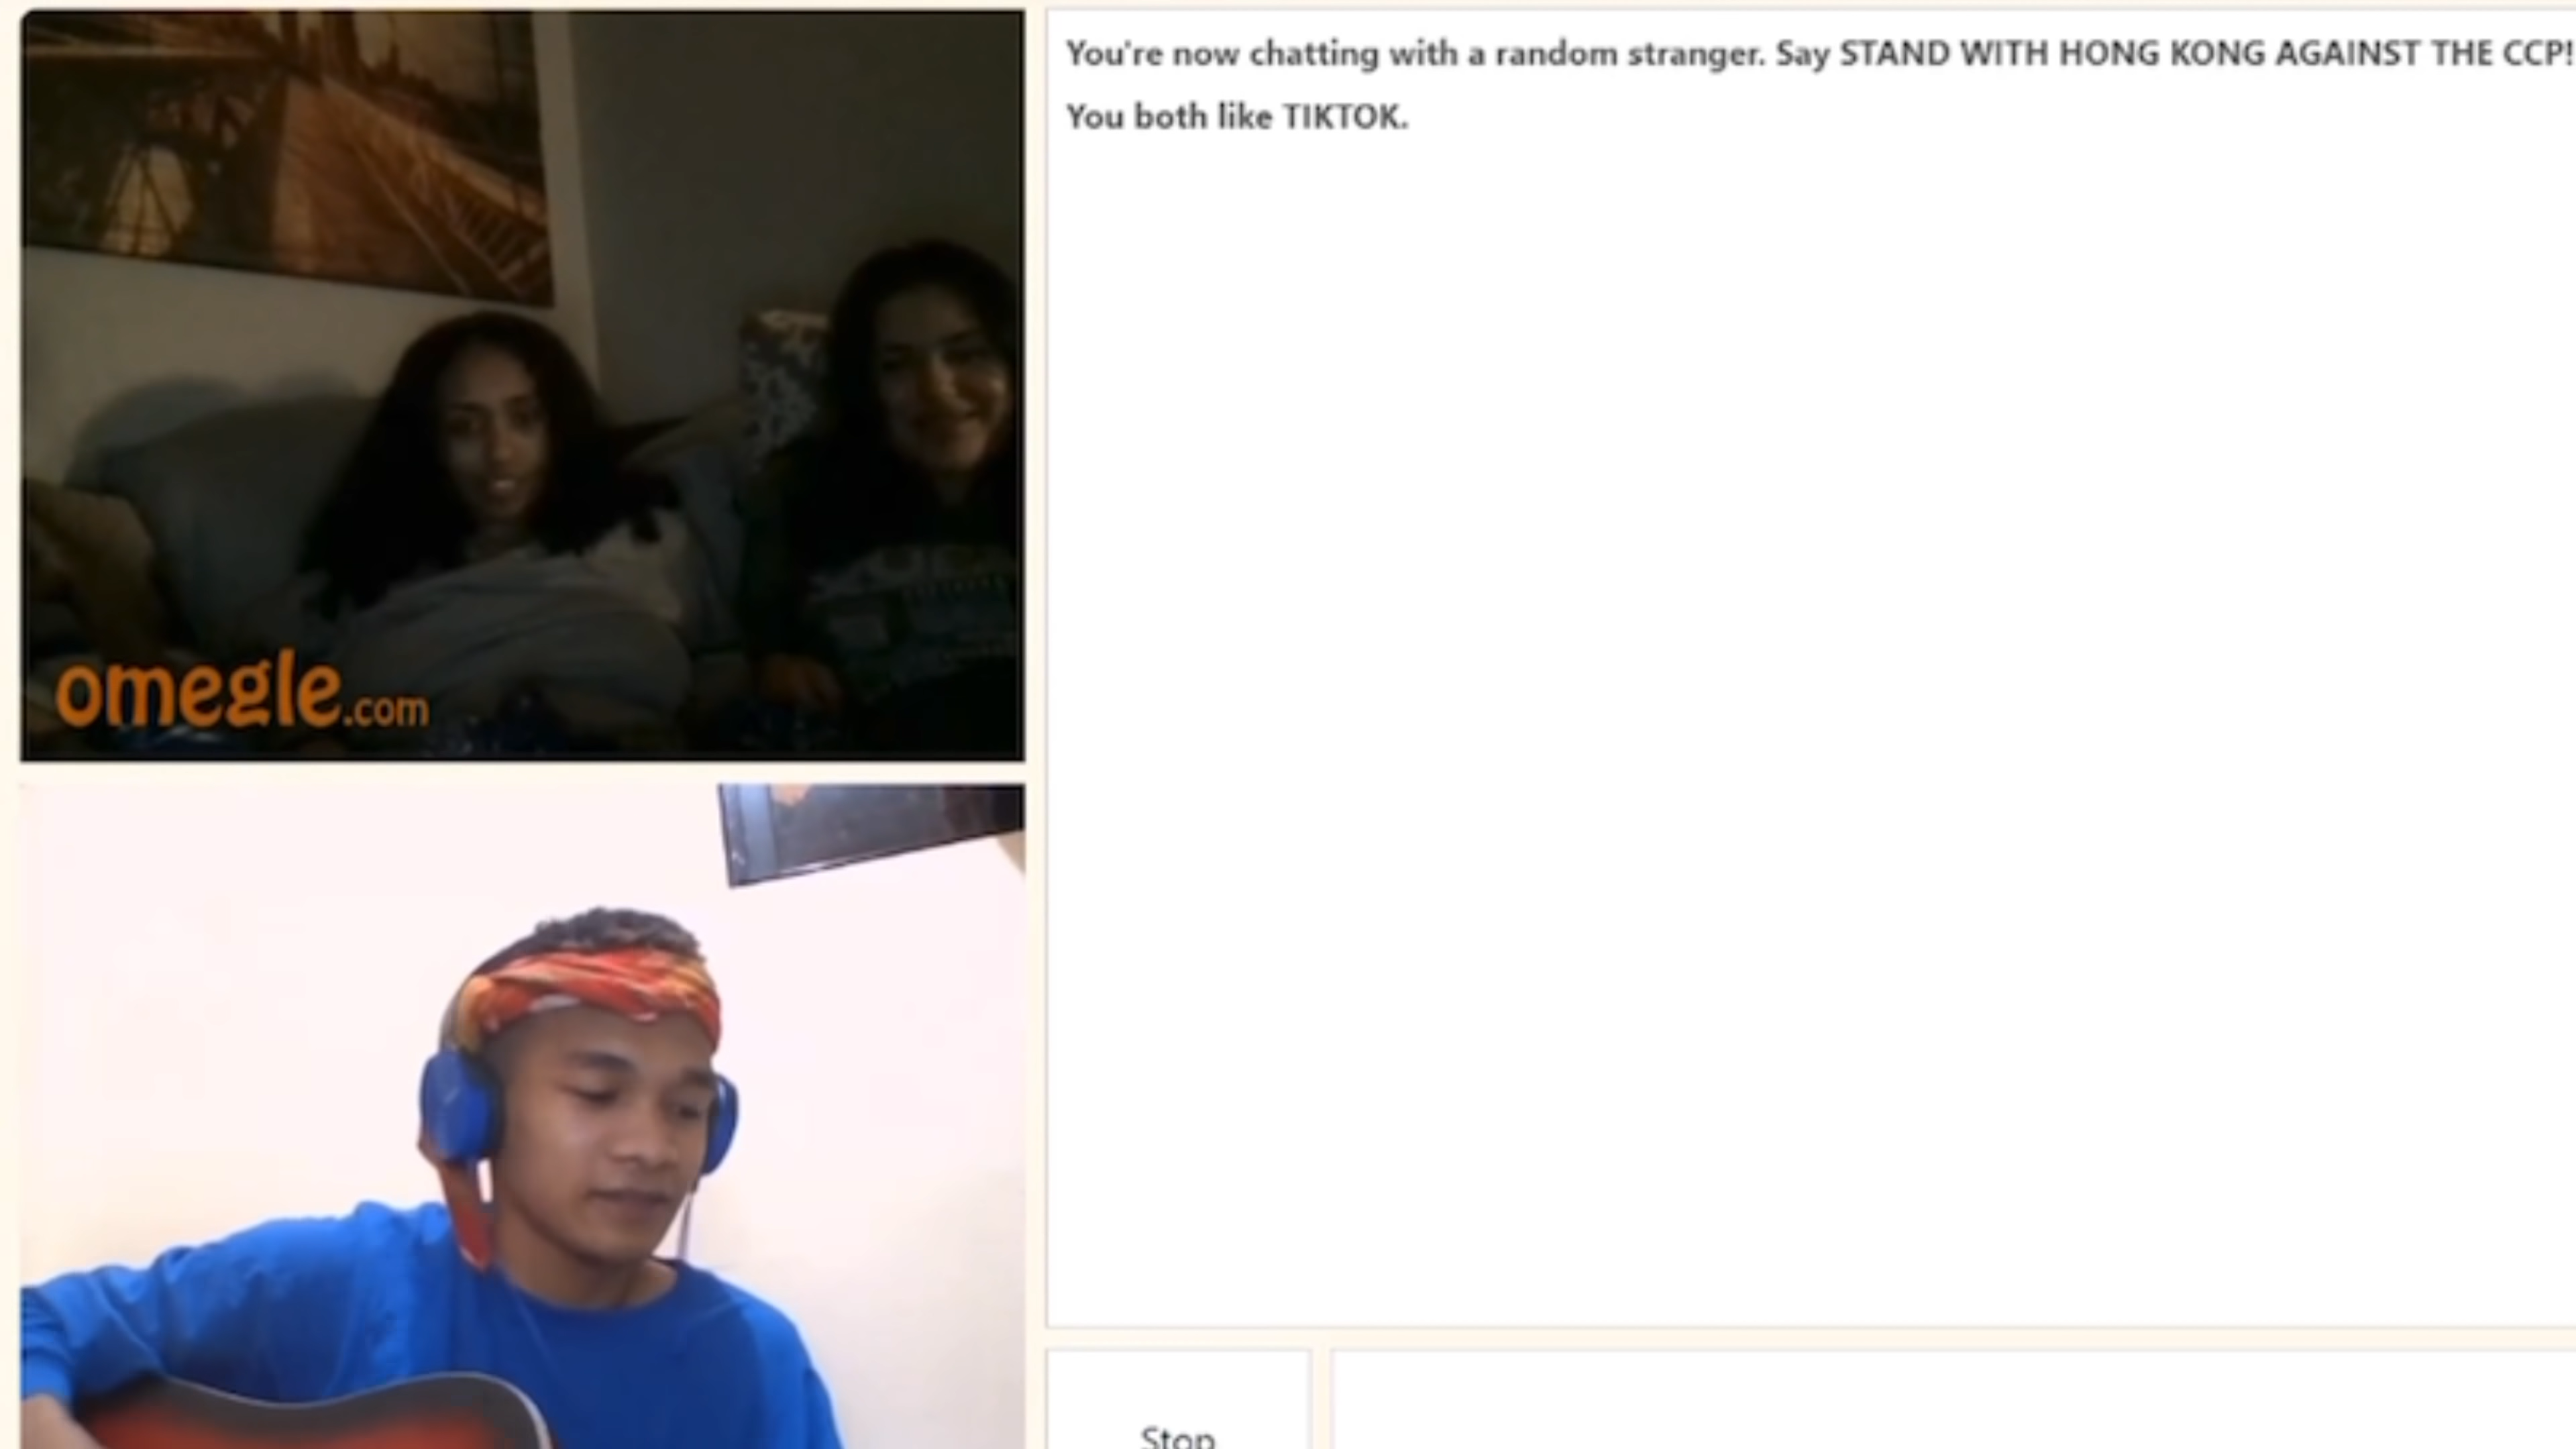 You're now chatting with a random stranger. Say STAND WITH HONG KONG AGAINST THE CCP!
You both like TIKTOK.
omegle.com
Stop